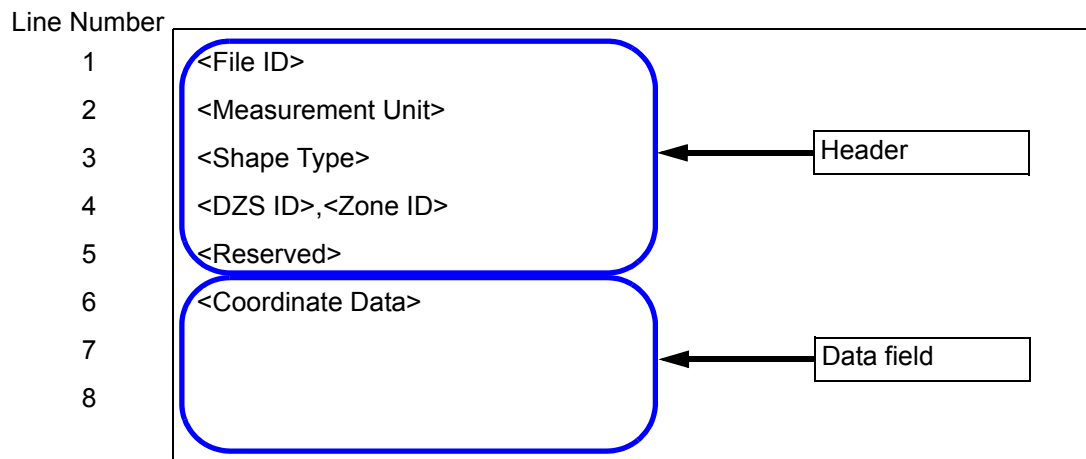 Line Number
1 <File ID>
2 <Measurement Unit>
3 <Shape Type> Header
4 <DZS ID>,<Zone ID>
5 <Reserved>
6 <Coordinate Data>
7 Data field
8